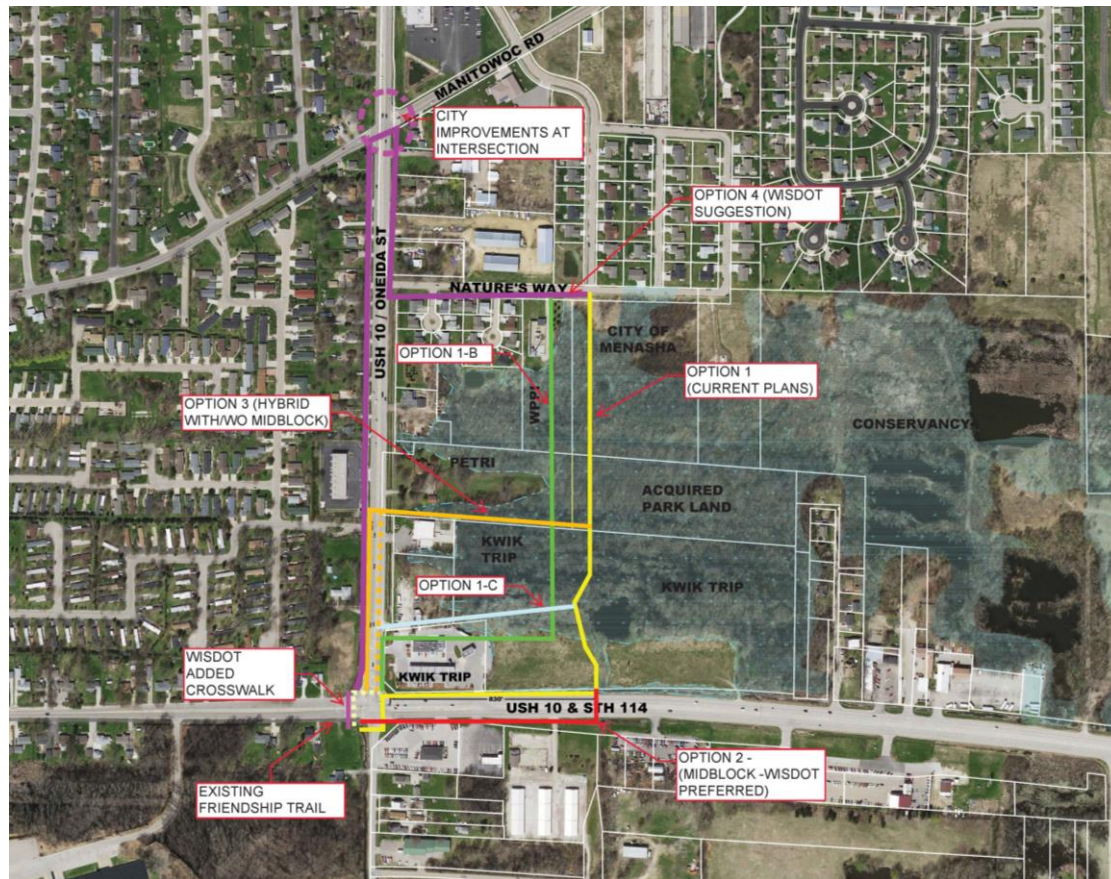 MANITOWOC RD
CITY
IMPROVEMENTS AT
INTERSECTION
OPTION 4 (WISDOT
SUGGESTION)
USH 10 / ONEIDA ST
NATURE'S WAY
CITY OF
MENASHA
OPTION 1-B
OPTION 1
(CURRENT PLANS)
WPPI
OPTION 3 (HYBRID
WITH/WO MIDBLOCK)
CONSERVANCY
PETRI
ACQUIRED
PARK LAND
KWIK
TRIP
OPTION 1-C
KWIK TRIP
WISDOT
ADDED
CROSSWALK
KWIK TRIP
830'
USH 10 & STH 114
OPTION 2 -
(MIDBLOCK -WISDOT
PREFERRED)
EXISTING
FRIENDSHIP TRAIL